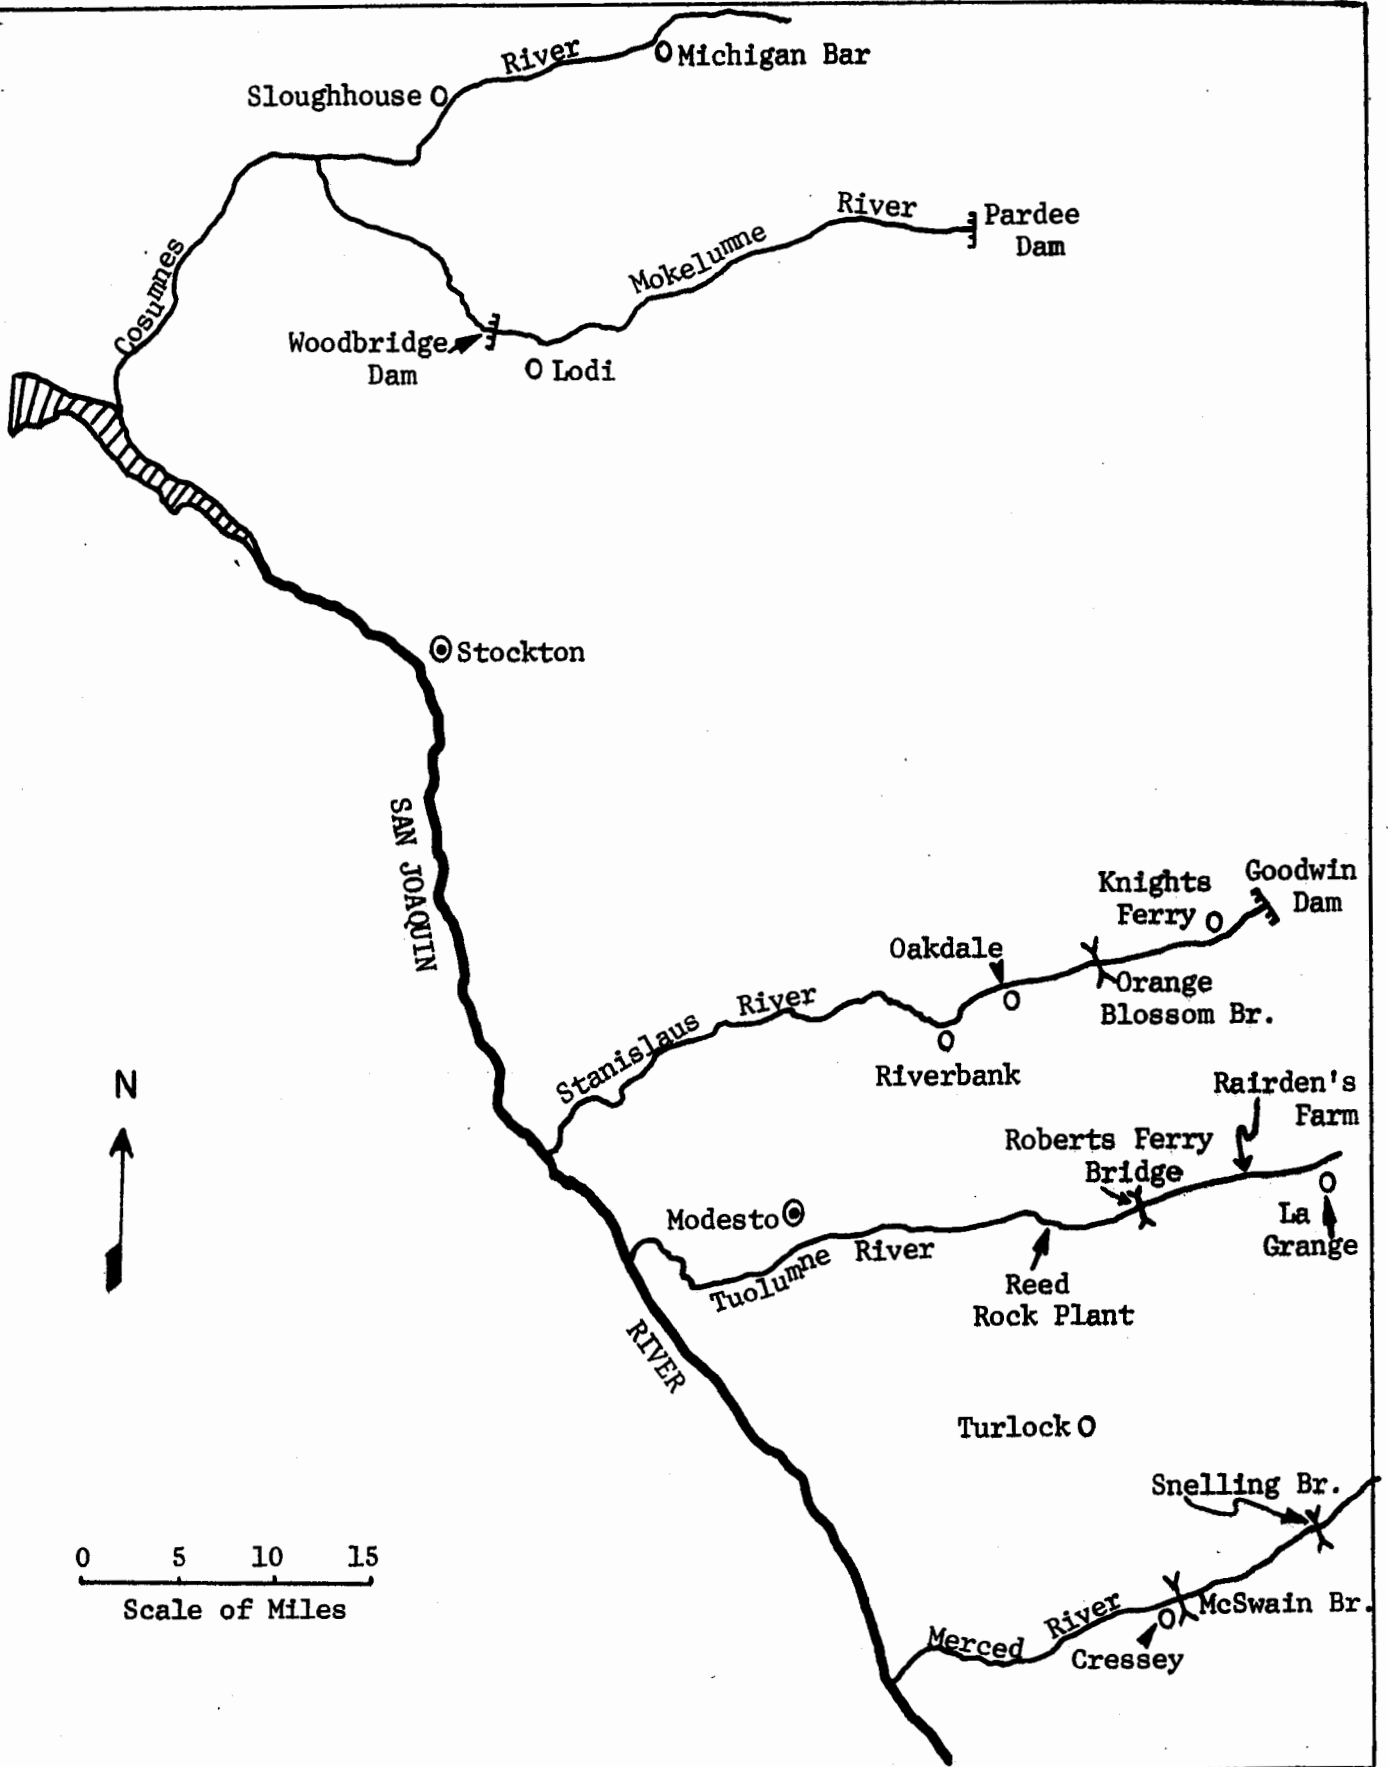 River
Michigan Bar
Sloughhouse
River
Pardee
Dam
Mokelumne
Cosumnes
Woodbridge
Dam
Lodi
Stockton
SAN JOAQUIN
Knights
Ferry
Goodwin
Dam
Oakdale
Orange
Blossom Br.
River
Stanislaus
Riverbank
N
Rairden's
Farm
Roberts Ferry
Bridge
Modesto
La
Grange
Tuolumne River
Reed
Rock Plant
RIVER
Turlock
Snelling Br.
0 5 10 15
Scale of Miles
McSwain Br.
Merced River
Cressey